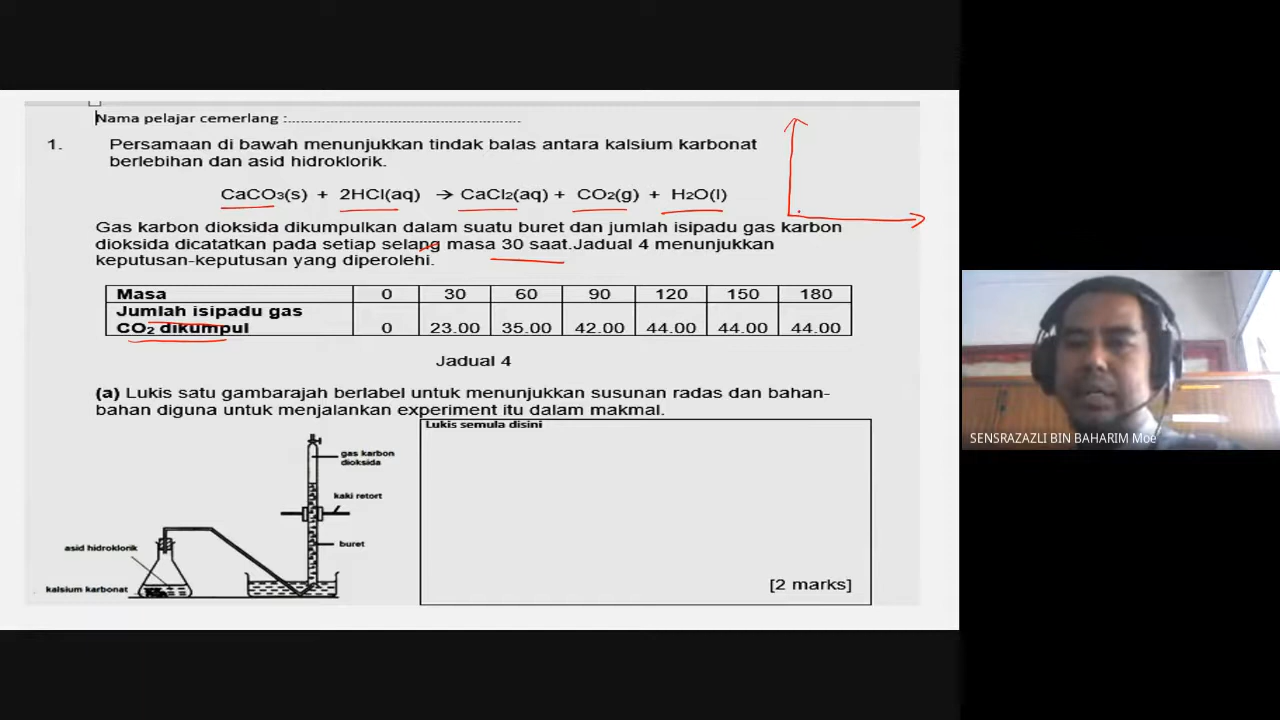 Nama pelajar cemerlang :......................................................
1. Persamaan di bawah menunjukkan tindak balas antara kalsium karbonat
berlebihan dan asid hidroklorik.
CaCO₃(s) + 2HCl(aq) → CaCl₂(aq) + CO₂(g) + H₂O(l)
Gas karbon dioksida dikumpulkan dalam suatu buret dan jumlah isipadu gas karbon
dioksida dicatatkan pada setiap selang masa 30 saat.Jadual 4 menunjukkan
keputusan-keputusan yang diperolehi.
Masa 0 30 60 90 120 150 180
Jumlah isipadu gas
CO₂ dikumpul 0 23.00 35.00 42.00 44.00 44.00 44.00
Jadual 4
(a) Lukis satu gambarajah berlabel untuk menunjukkan susunan radas dan bahan-
bahan diguna untuk menjalankan experiment itu dalam makmal.
gas karbon
dioksida
kaki retort
buret
asid hidroklorik
kalsium karbonat
Lukis semula disini
[2 marks]
SENSRAZAZLI BIN BAHARIM Moe